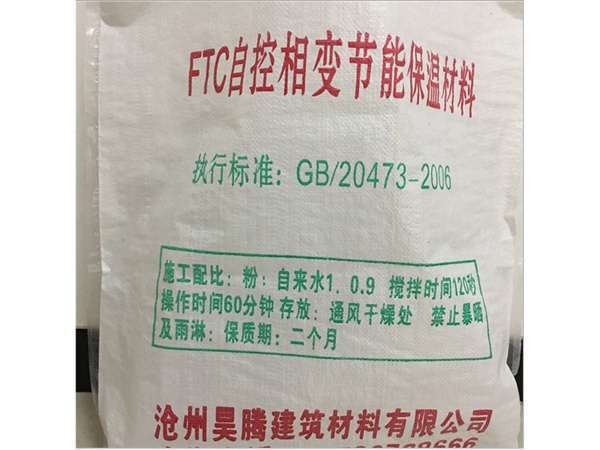 FTC自控相变节能保温材料
执行标准：GB/20473-2006
施工配比：粉：自来水1．0.9 搅拌时间120秒
操作时间60分钟 存放：通风干燥处 禁止暴晒
及雨淋：保质期：二个月
沧州昊腾建筑材料有限公司